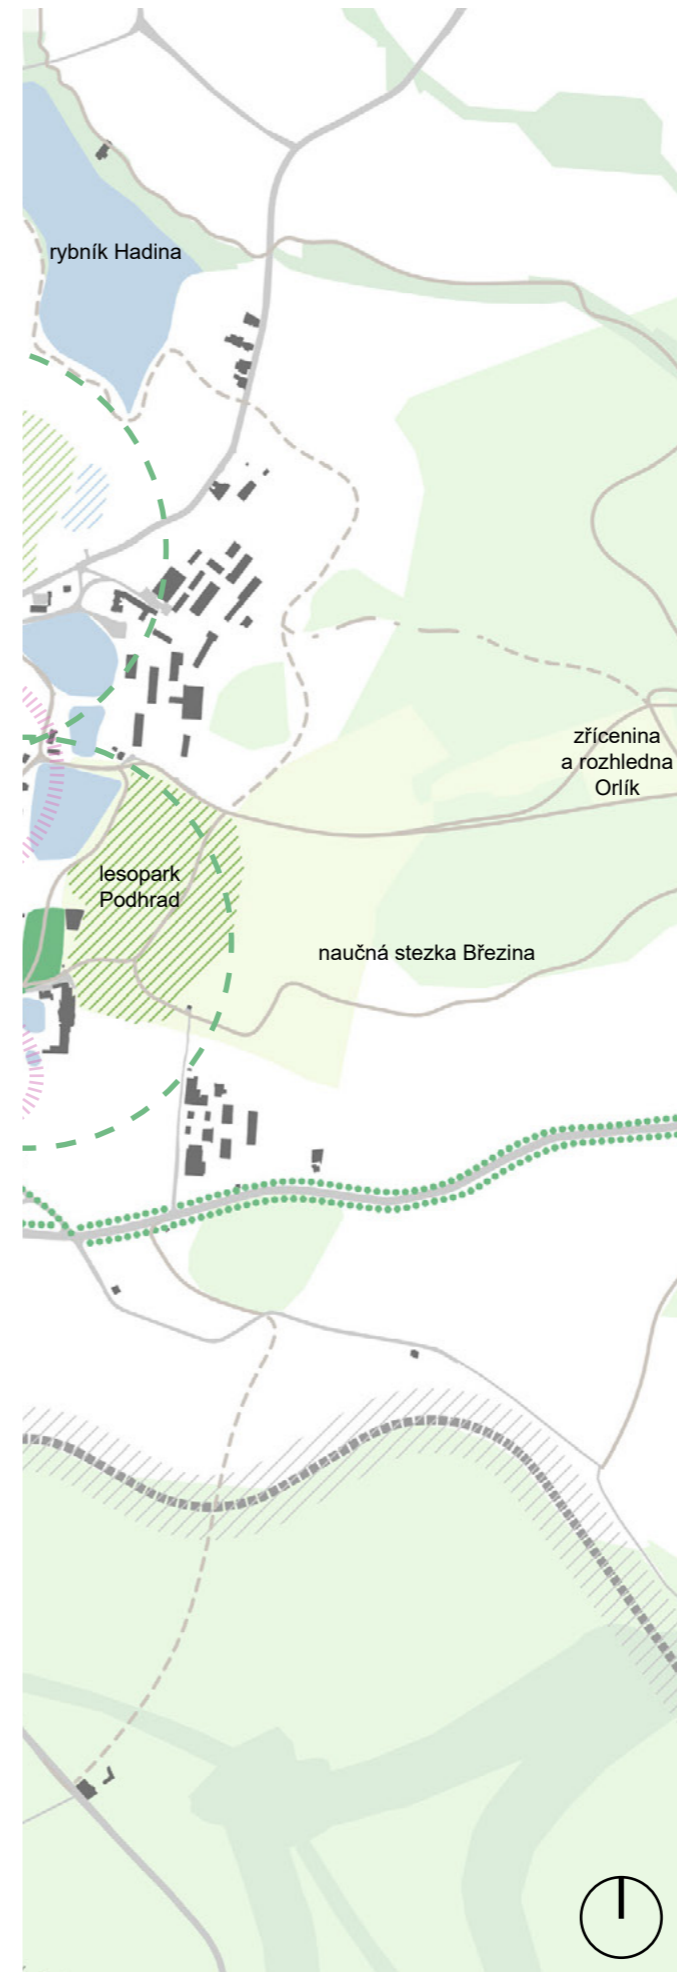 rybník Hadina
zřícenina
a rozhledna
Orlík
lesopark
Podhrad
naučná stezka Březina